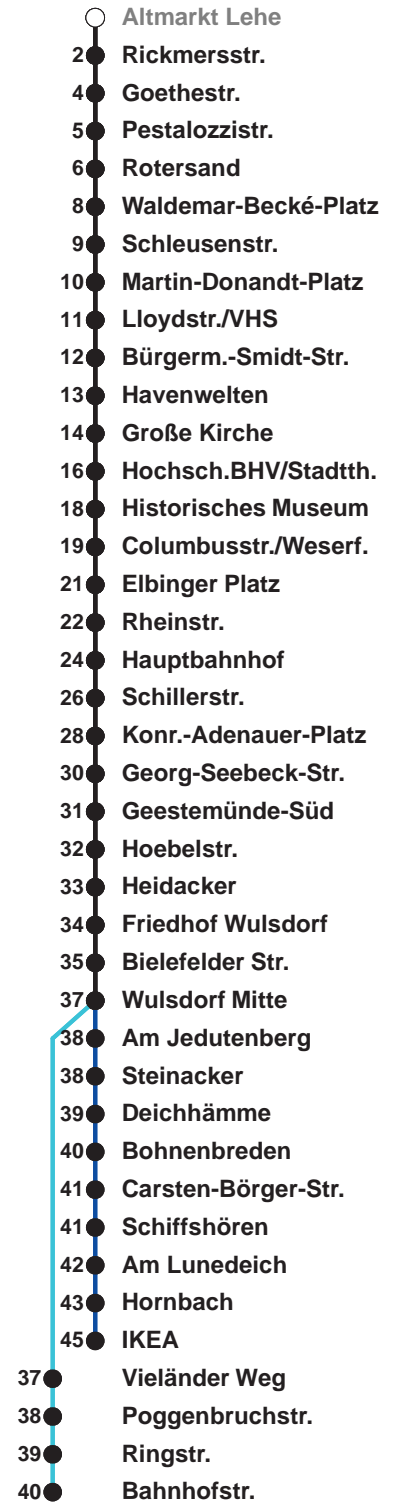 Altmarkt Lehe
2 Rickmersstr.
4 Goethestr.
5 Pestalozzistr.
6 Rotersand
8 Waldemar-Becké-Platz
9 Schleusenstr.
10 Martin-Donandt-Platz
11 Lloydstr./VHS
12 Bürgerm.-Smidt-Str.
13 Havenwelten
14 Große Kirche
16 Hochsch.BHV/Stadtth.
18 Historisches Museum
19 Columbusstr./Weserf.
21 Elbinger Platz
22 Rheinstr.
24 Hauptbahnhof
26 Schillerstr.
28 Konr.-Adenauer-Platz
30 Georg-Seebeck-Str.
31 Geestemünde-Süd
32 Hoebelstr.
33 Heidacker
34 Friedhof Wulsdorf
35 Bielefelder Str.
37 Wulsdorf Mitte
38 Am Jedutenberg
38 Steinacker
39 Deichhämme
40 Bohnenbreden
41 Carsten-Börger-Str.
41 Schiffshören
42 Am Lunedeich
43 Hornbach
45 IKEA
37 Vieländer Weg
38 Poggenbruchstr.
39 Ringstr.
40 Bahnhofstr.